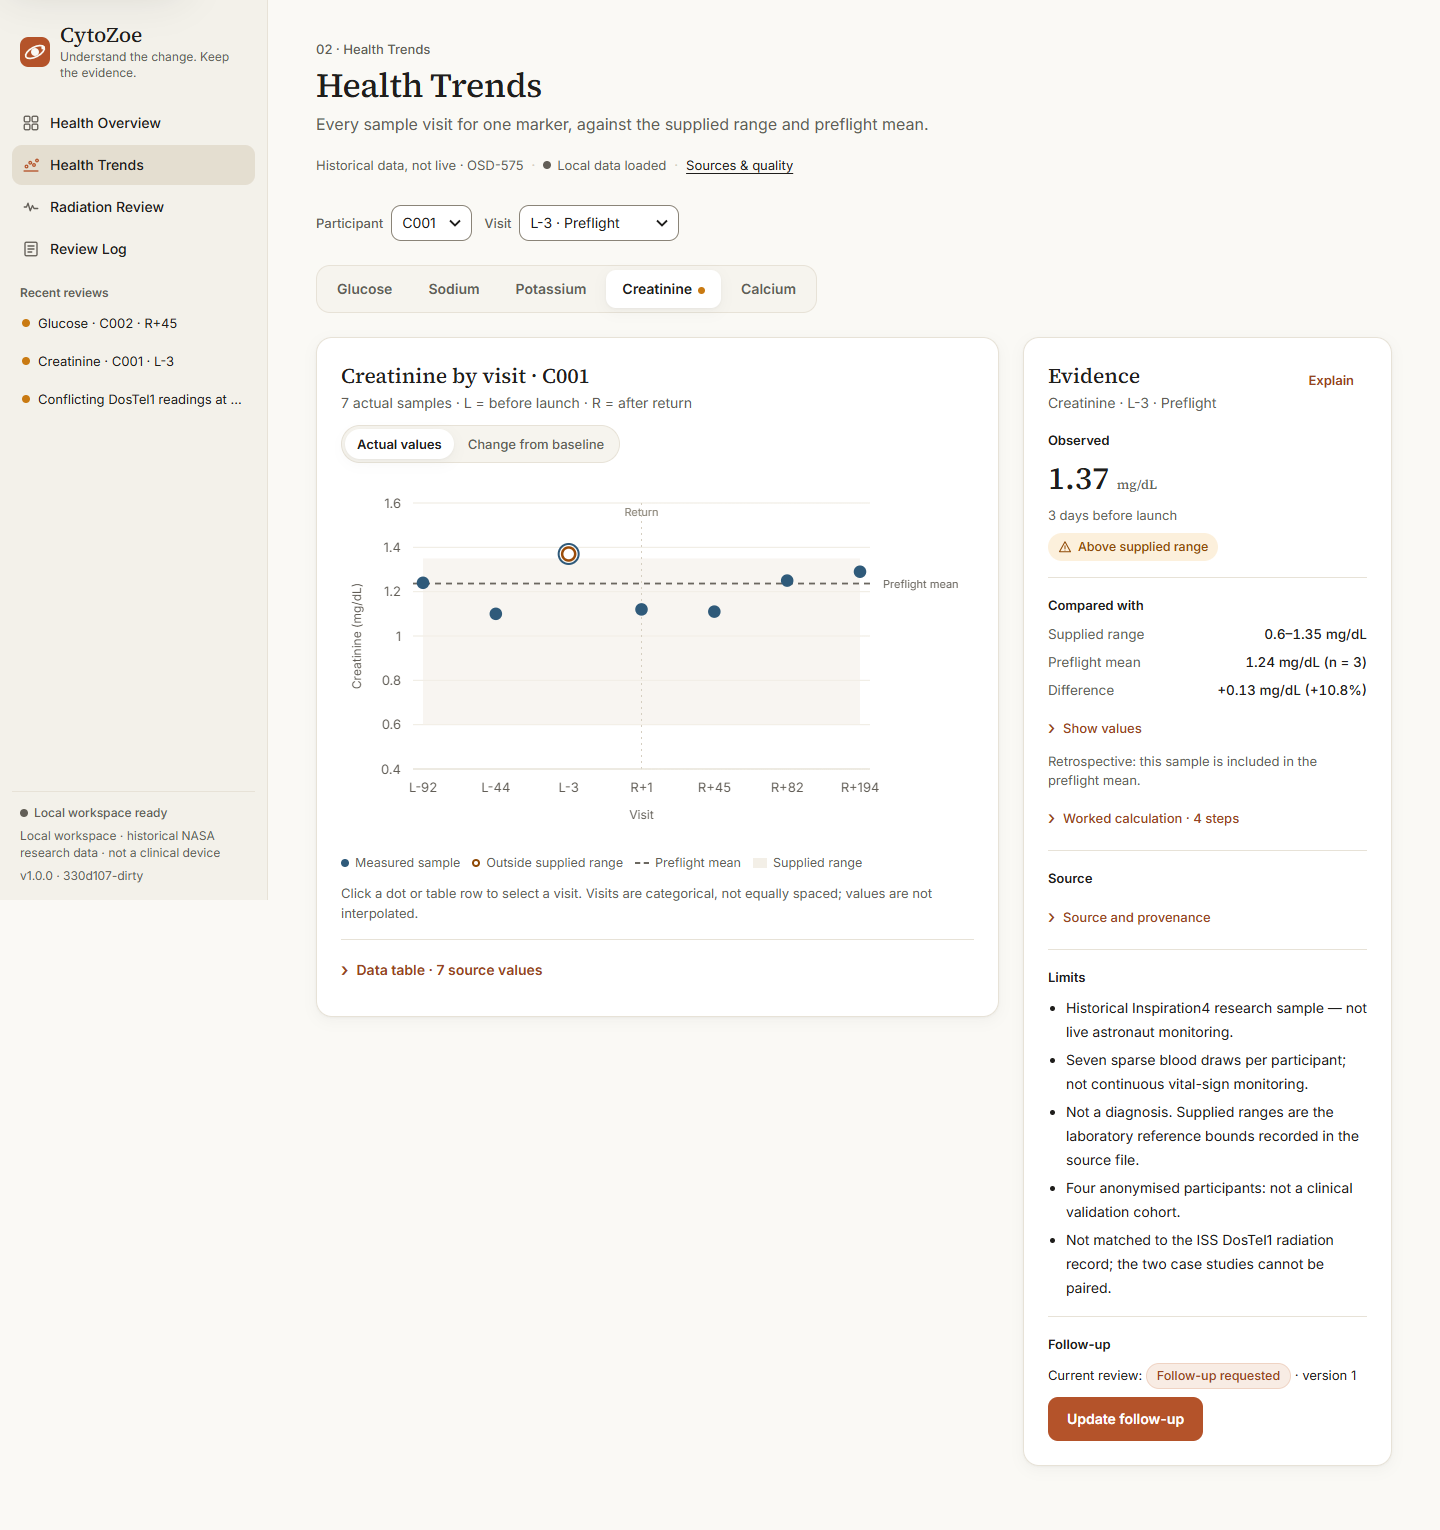 CytoZoe
Understand the change. Keep
the evidence.
Health Overview
Health Trends
Radiation Review
Review Log
Recent reviews
Glucose · C002 · R+45
Creatinine · C001 · L-3
Conflicting DosTel1 readings at ...
Local workspace ready
Local workspace · historical NASA
research data · not a clinical device
v1.0.0 · 330d107-dirty
02 · Health Trends
Health Trends
Every sample visit for one marker, against the supplied range and preflight mean.
Historical data, not live · OSD-575 · Local data loaded · Sources & quality
Participant C001 Visit L-3 · Preflight
Glucose Sodium Potassium Creatinine Calcium
Creatinine by visit · C001
7 actual samples · L = before launch · R = after return
Actual values Change from baseline
1.6
1.4
1.2
1
0.8
0.6
0.4
Creatinine (mg/dL)
Return
Preflight mean
L-92 L-44 L-3 R+1 R+45 R+82 R+194
Visit
Measured sample Outside supplied range Preflight mean Supplied range
Click a dot or table row to select a visit. Visits are categorical, not equally spaced; values are not
interpolated.
Data table · 7 source values
Evidence
Explain
Creatinine · L-3 · Preflight
Observed
1.37 mg/dL
3 days before launch
Above supplied range
Compared with
Supplied range 0.6–1.35 mg/dL
Preflight mean 1.24 mg/dL (n = 3)
Difference +0.13 mg/dL (+10.8%)
Show values
Retrospective: this sample is included in the
preflight mean.
Worked calculation · 4 steps
Source
Source and provenance
Limits
• Historical Inspiration4 research sample — not
live astronaut monitoring.
• Seven sparse blood draws per participant;
not continuous vital-sign monitoring.
• Not a diagnosis. Supplied ranges are the
laboratory reference bounds recorded in the
source file.
• Four anonymised participants: not a clinical
validation cohort.
• Not matched to the ISS DosTel1 radiation
record; the two case studies cannot be
paired.
Follow-up
Current review: Follow-up requested · version 1
Update follow-up